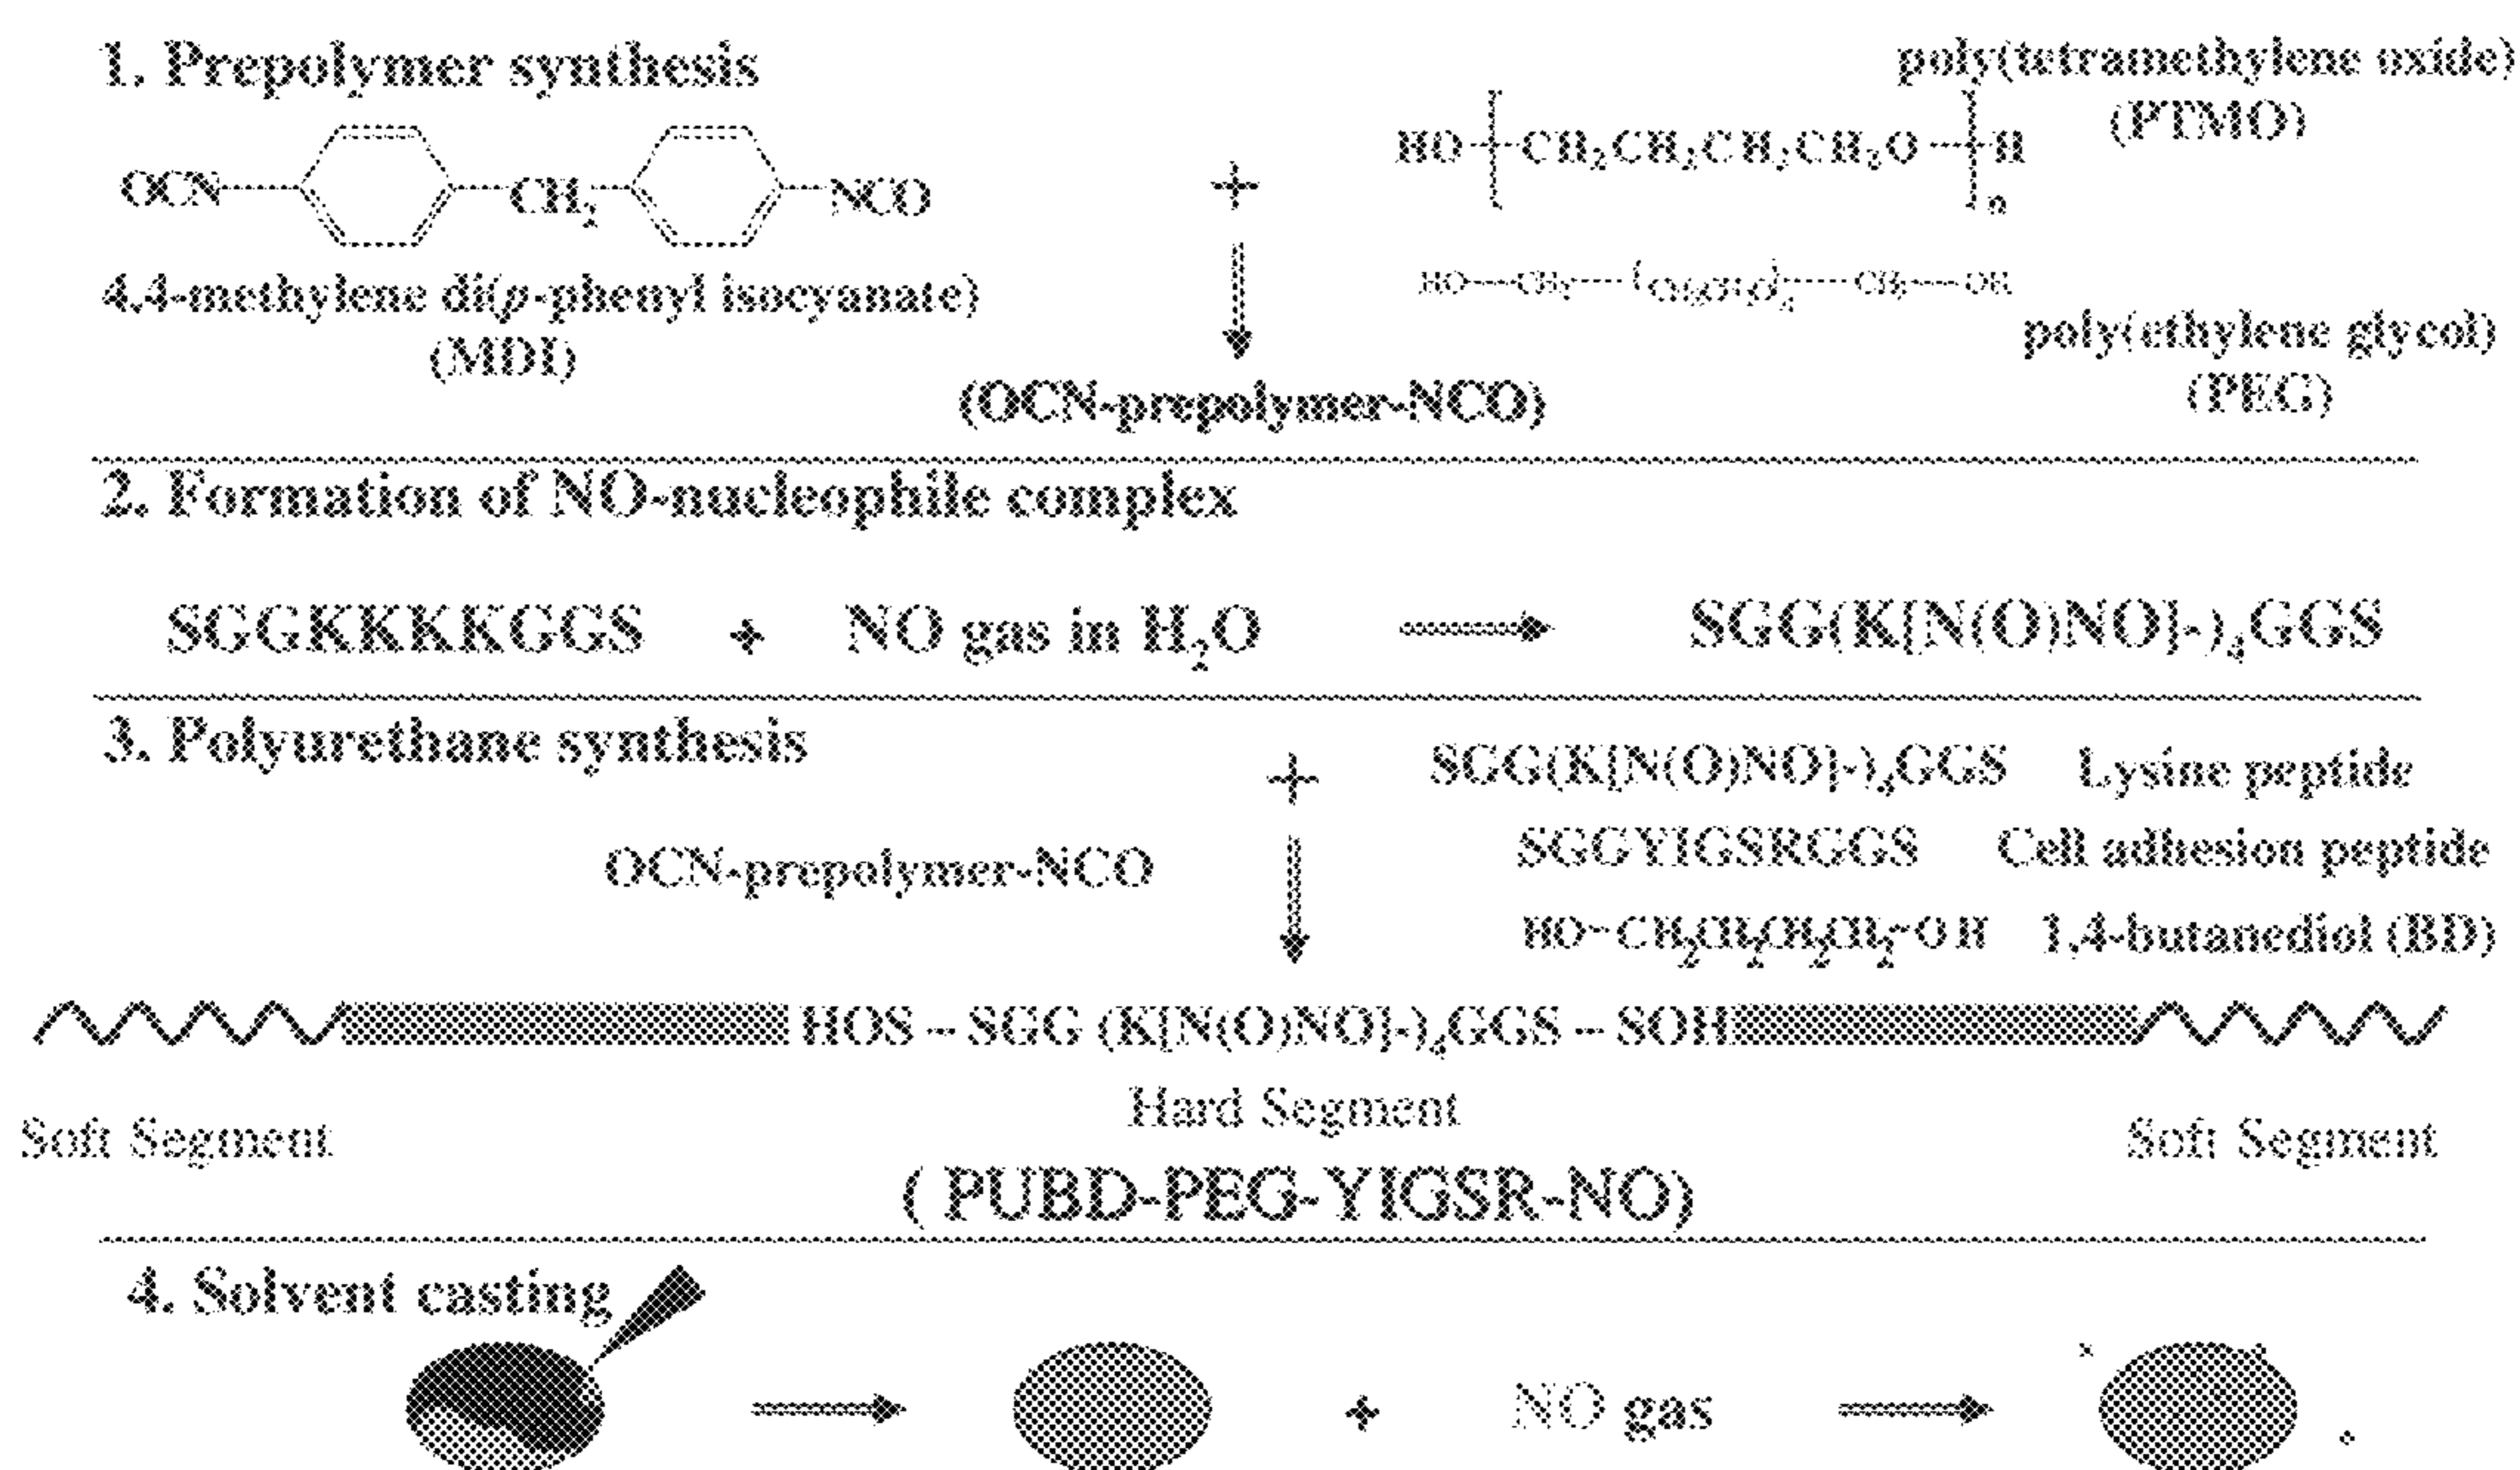 1. Prepolymer synthesis
poly(tetramethylene oxide)
(PTMO)
HO CH₂CH₂CH₂CH₂O H
n
OCN CH₂ NCO
+
4,4-methylene di(p-phenyl isocyanate)
(MDI)
poly(ethylene glycol)
(PEG)
(OCN-prepolymer-NCO)
2. Formation of NO-nucleophile complex
SGGKKKKGGS + NO gas in H₂O SGG(K[N(O)NO]-)₄GGS
3. Polyurethane synthesis
+ SGG(K[N(O)NO]-)₄GGS Lysine peptide
OCN-prepolymer-NCO
SGGYIGSRGGS Cell adhesion peptide
HO-CH₂CH₂CH₂CH₂-OH 1,4-butanediol (BD)
HOS -- SGG (K[N(O)NO]-)₄GGS -- SOH
Hard Segment
Soft Segment Soft Segment
( PUBD-PEG-YIGSR-NO)
4. Solvent casting
+ NO gas